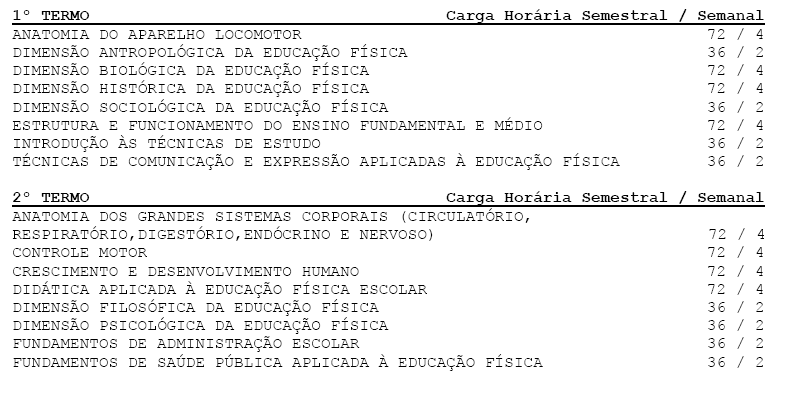 1º TERMO Carga Horária Semestral / Semanal
ANATOMIA DO APARELHO LOCOMOTOR 72 / 4
DIMENSÃO ANTROPOLÓGICA DA EDUCAÇÃO FÍSICA 36 / 2
DIMENSÃO BIOLÓGICA DA EDUCAÇÃO FÍSICA 72 / 4
DIMENSÃO HISTÓRICA DA EDUCAÇÃO FÍSICA 72 / 4
DIMENSÃO SOCIOLÓGICA DA EDUCAÇÃO FÍSICA 36 / 2
ESTRUTURA E FUNCIONAMENTO DO ENSINO FUNDAMENTAL E MÉDIO 72 / 4
INTRODUÇÃO ÀS TÉCNICAS DE ESTUDO 36 / 2
TÉCNICAS DE COMUNICAÇÃO E EXPRESSÃO APLICADAS À EDUCAÇÃO FÍSICA 36 / 2
2º TERMO Carga Horária Semestral / Semanal
ANATOMIA DOS GRANDES SISTEMAS CORPORAIS (CIRCULATÓRIO,
RESPIRATÓRIO,DIGESTÓRIO,ENDÓCRINO E NERVOSO) 72 / 4
CONTROLE MOTOR 72 / 4
CRESCIMENTO E DESENVOLVIMENTO HUMANO 72 / 4
DIDÁTICA APLICADA À EDUCAÇÃO FÍSICA ESCOLAR 72 / 4
DIMENSÃO FILOSÓFICA DA EDUCAÇÃO FÍSICA 36 / 2
DIMENSÃO PSICOLÓGICA DA EDUCAÇÃO FÍSICA 36 / 2
FUNDAMENTOS DE ADMINISTRAÇÃO ESCOLAR 36 / 2
FUNDAMENTOS DE SAÚDE PÚBLICA APLICADA À EDUCAÇÃO FÍSICA 36 / 2